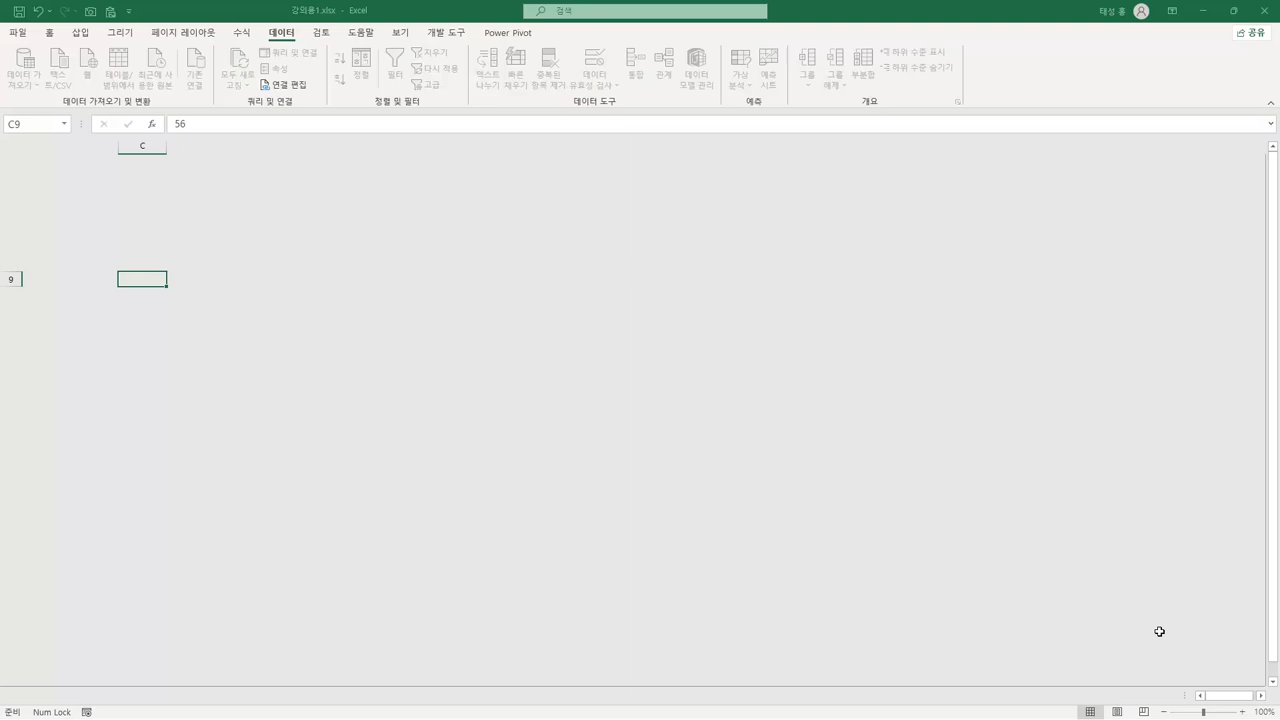 강의용1.xlsx - Excel
검색
태성 홍
파일 홈 삽입 그리기 페이지 레이아웃 수식 데이터 검토 도움말 보기 개발 도구 Power Pivot
공유
데이터 가져오기
텍스트/CSV
웹
테이블/범위에서
최근에 사용한 원본
기존 연결
모두 새로 고침
쿼리 및 연결
속성
연결 편집
정렬
필터
지우기
다시 적용
고급
텍스트 나누기
빠른 채우기
중복된 항목 제거
데이터 유효성 검사
통합
관계
데이터 모델 관리
가상 분석
예측 시트
그룹
그룹 해제
부분합
하위 수준 표시
하위 수준 숨기기
데이터 가져오기 및 변환 쿼리 및 연결 정렬 및 필터 데이터 도구 예측 개요
C9 fx 56
C
9
준비 Num Lock
100%